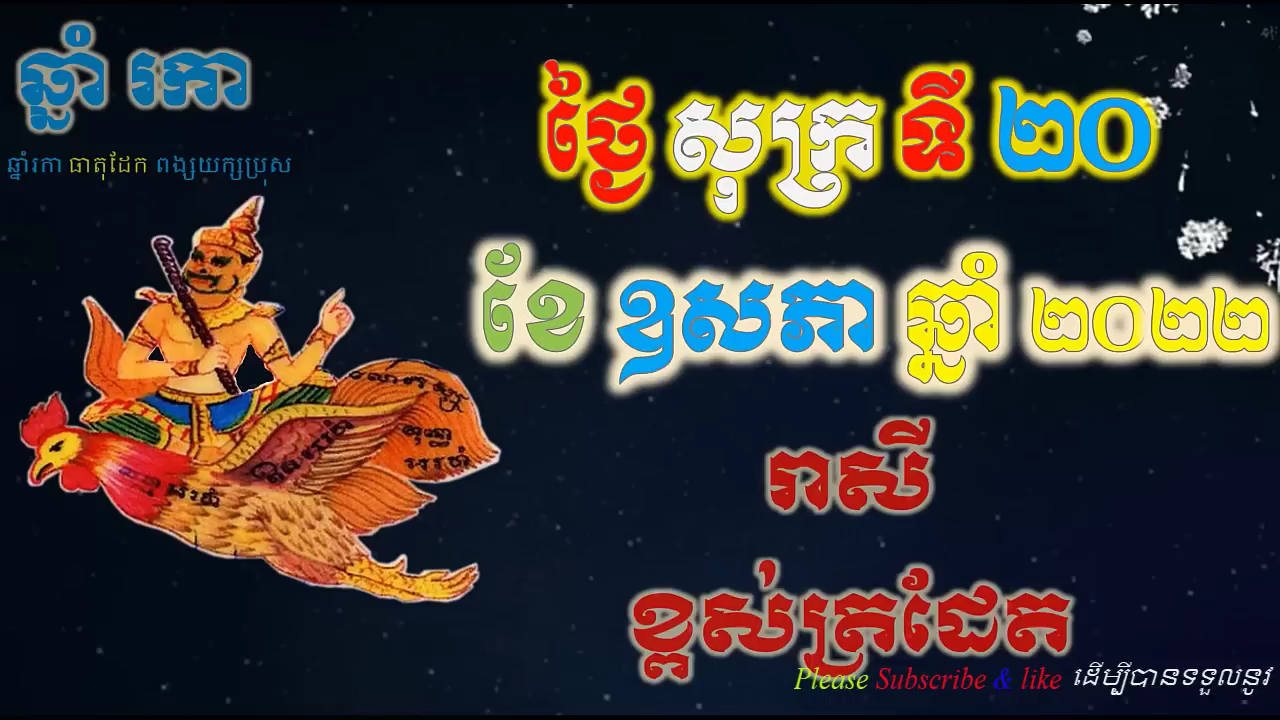 ឆ្នាំ រកា
ឆ្នាំរកា ធាតុដែក ពង្សយក្សប្រុស
ថ្ងៃ សុក្រ ទី ២០
ខែ ឧសភា ឆ្នាំ ២០២២
រាសី
ខ្ពស់ត្រដែត
Please Subscribe & like ដើម្បីបានទទួលនូវ